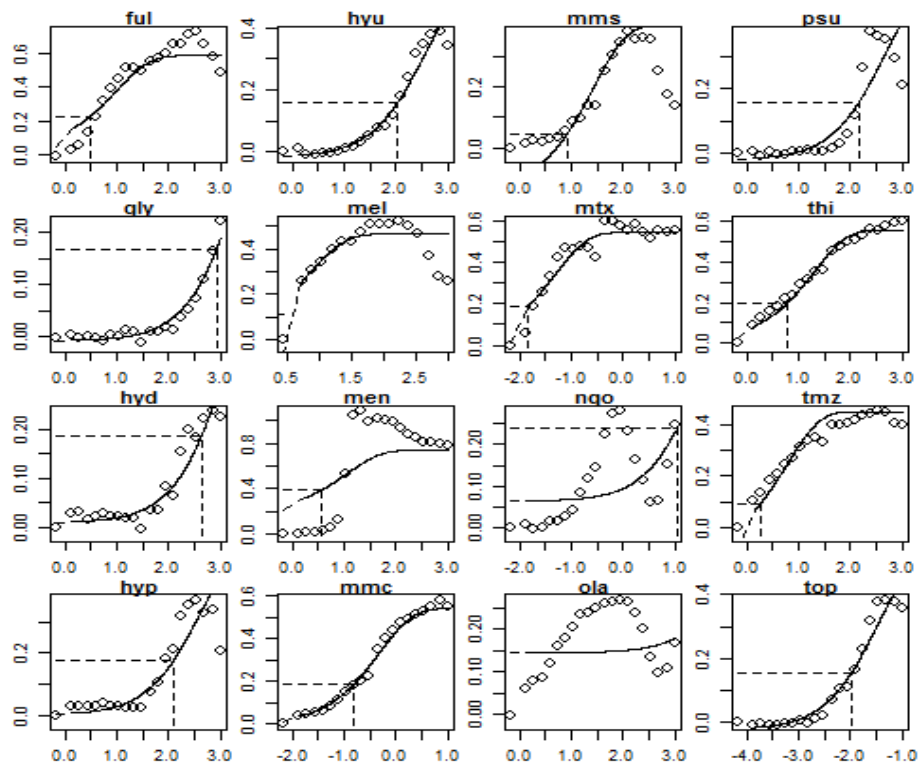 ful hyu mms psu
0.6 0.4 0.2 0.2
0.4 0.2 0.0 0.0
0.2 0.0
0.0
0.0 1.0 2.0 3.0 0.0 1.0 2.0 3.0 0.0 1.0 2.0 3.0 0.0 1.0 2.0 3.0
gly mel mtx thi
0.20 0.4 0.6 0.6
0.10 0.2 0.4 0.4
0.00 0.0 0.2 0.2
0.0 0.0
0.0 1.0 2.0 3.0 0.5 1.5 2.5 -2.0 -1.0 0.0 1.0 0.0 1.0 2.0 3.0
hyd men nqo tmz
0.20 0.8 0.20 0.4
0.10 0.4 0.10 0.2
0.00 0.0 0.00 0.0
0.0 1.0 2.0 3.0 0.0 1.0 2.0 3.0 -2.0 -1.0 0.0 1.0 0.0 1.0 2.0 3.0
hyp mmc ola top
0.2 0.6 0.20 0.2
0.0 0.4 0.10 0.0
0.2 0.00
0.0
0.0 1.0 2.0 3.0 -2.0 -1.0 0.0 1.0 0.0 1.0 2.0 3.0 -4.0 -3.0 -2.0 -1.0